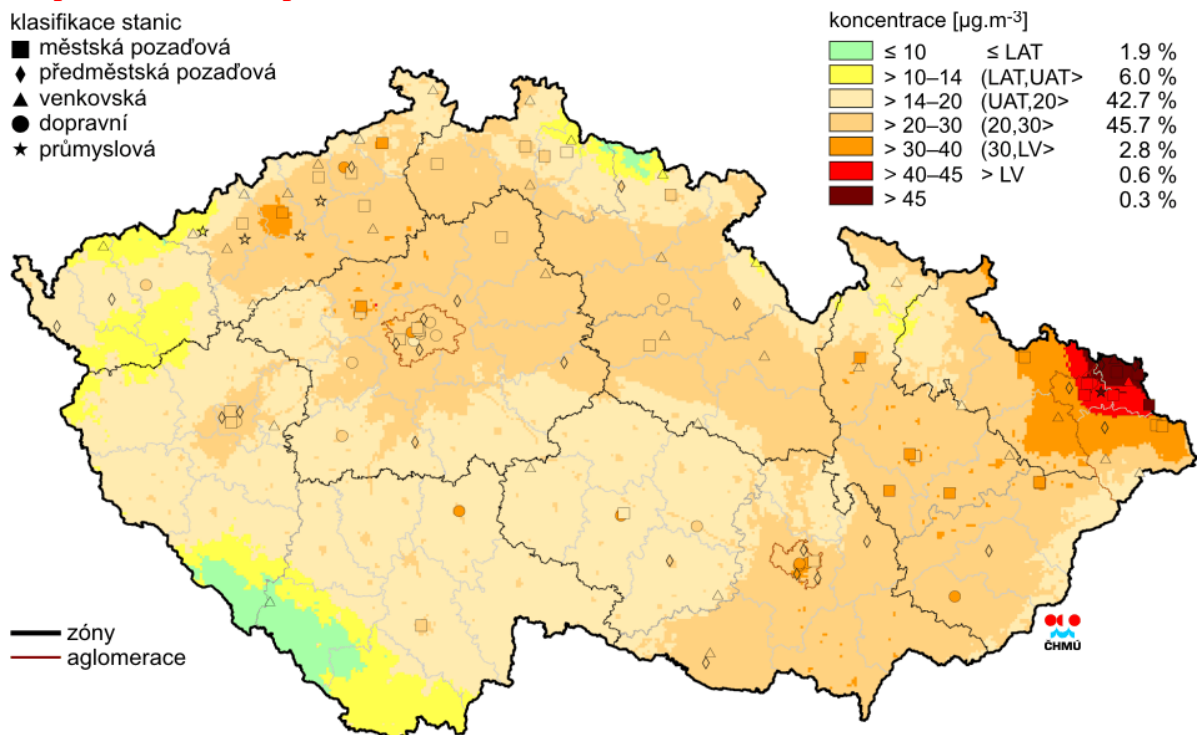 klasifikace stanic
městská pozaďová
předměstská pozaďová
venkovská
dopravní
průmyslová
koncentrace [µg.m-3]
≤ 10 ≤ LAT 1.9 %
> 10–14 (LAT,UAT> 6.0 %
> 14–20 (UAT,20> 42.7 %
> 20–30 (20,30> 45.7 %
> 30–40 (30,LV> 2.8 %
> 40–45 > LV 0.6 %
> 45 0.3 %
zóny
aglomerace
ČHMÚ